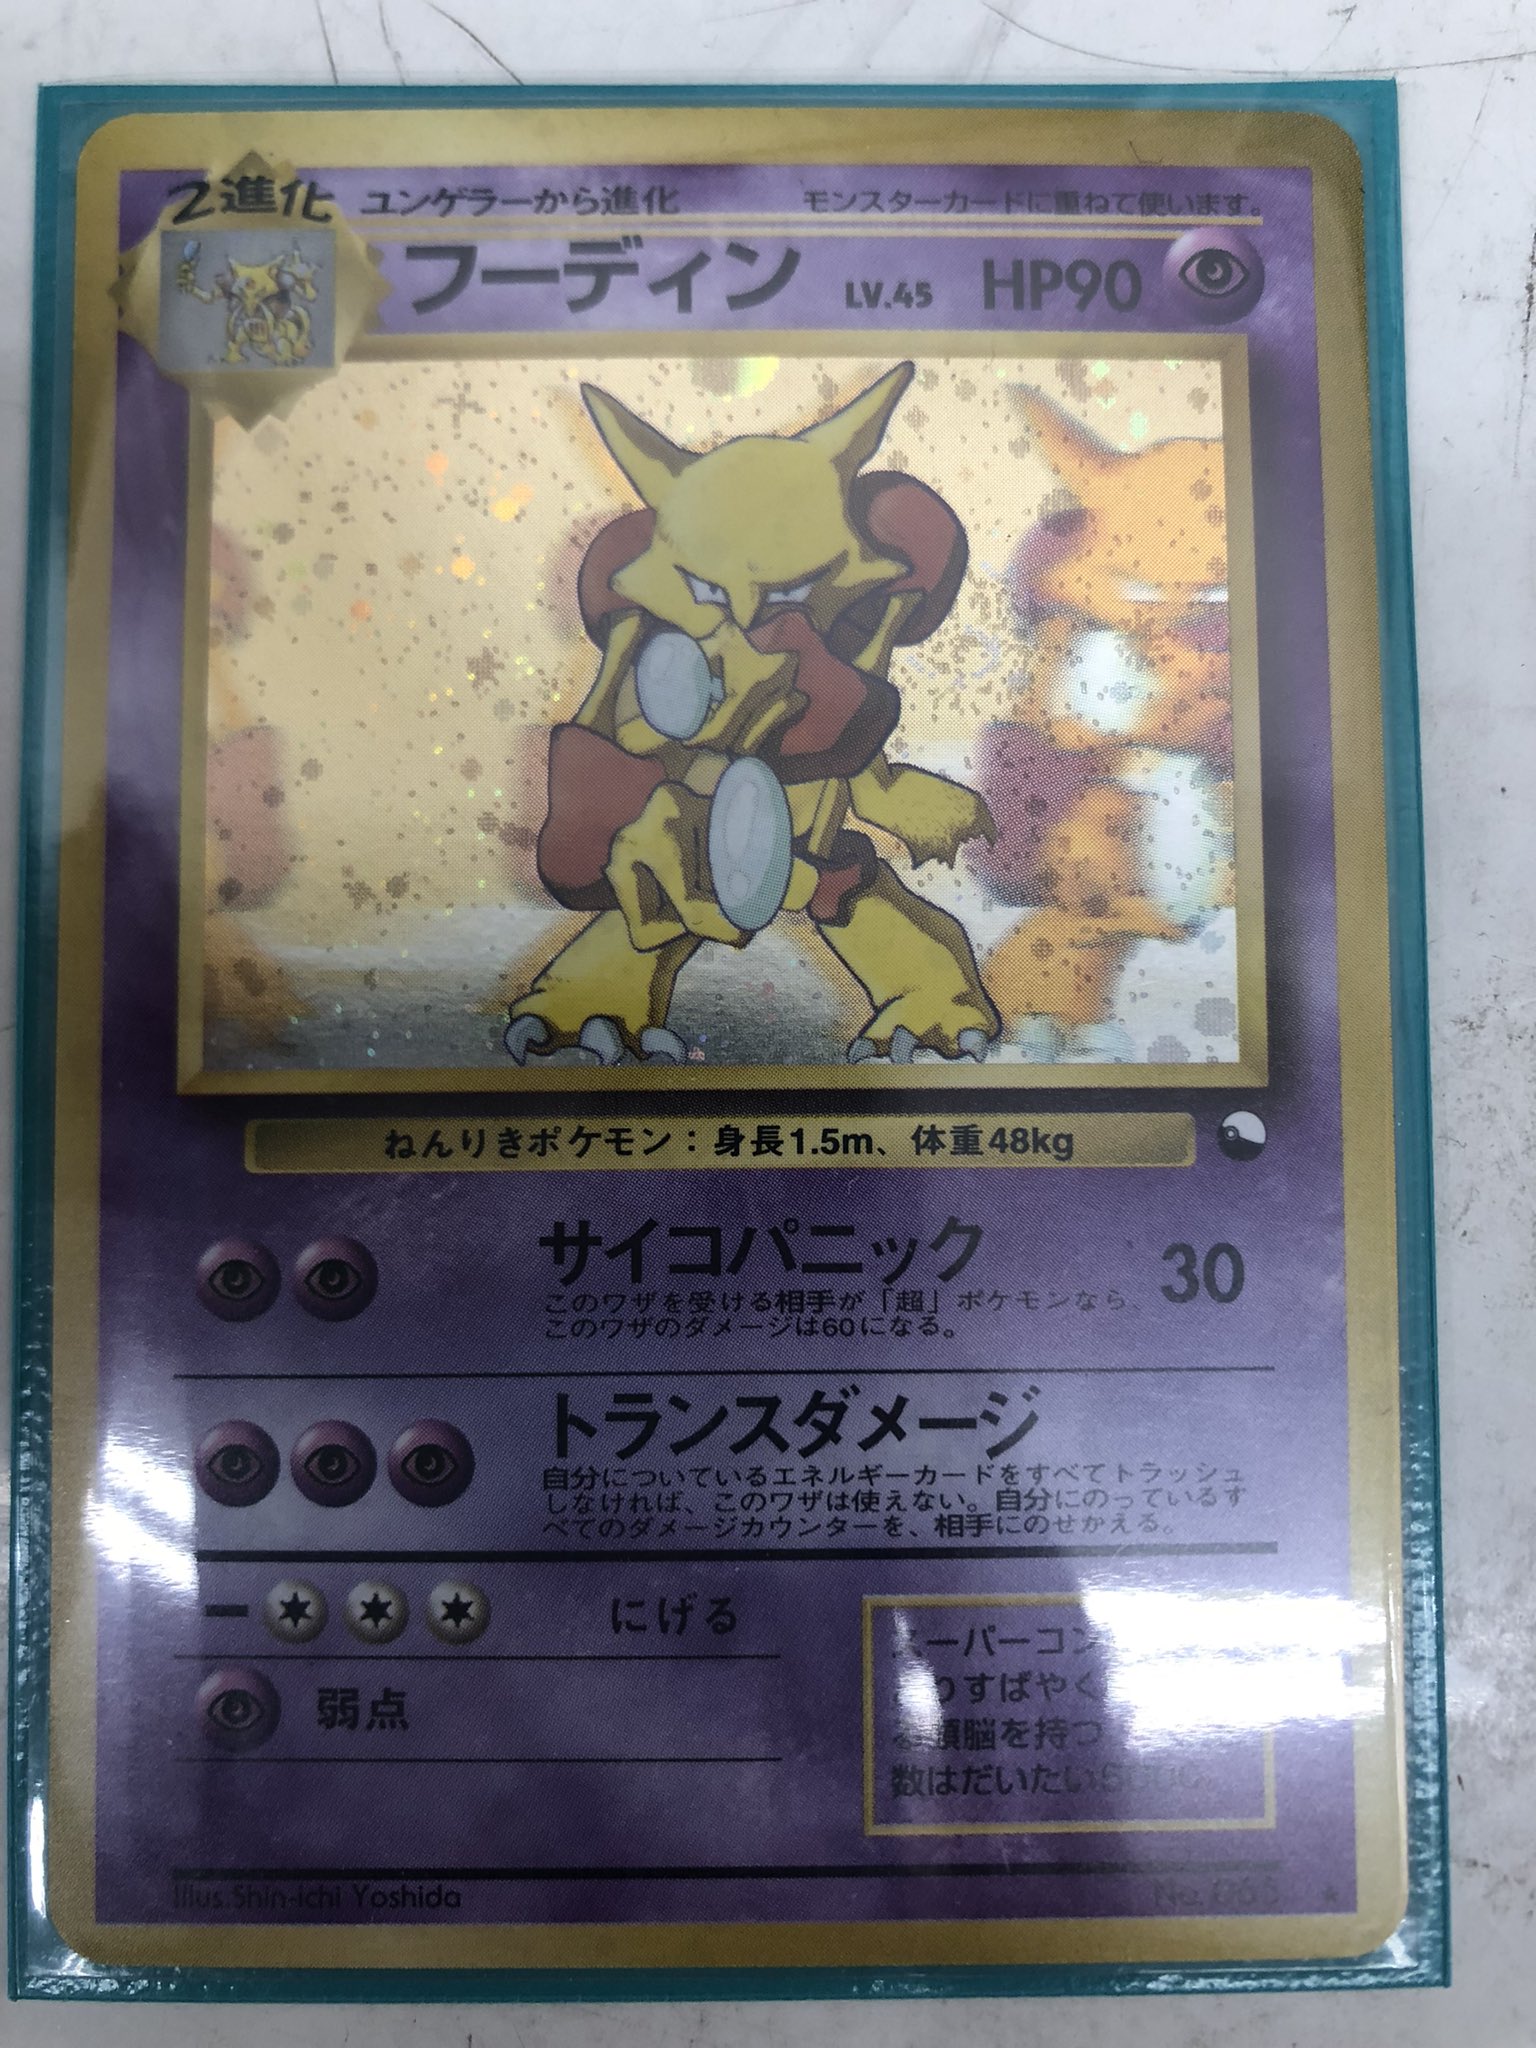 2進化 ユンゲラーから進化 モンスターカードに重ねて使います。
フーディン LV.45 HP90
ねんりきポケモン：身長1.5m、体重48kg
サイコパニック 30
このワザを受ける相手が「超」ポケモンなら、
このワザのダメージは60になる。
トランスダメージ
自分についているエネルギーカードをすべてトラッシュ
しなければ、このワザは使えない。自分にのっているす
べてのダメージカウンターを、相手にのせかえる。
にげる
弱点
スーパーコン
りすばやく
頭脳を持つ
数はだいたい5000。
Illus.Shin-ichi Yoshida
No.065 ★